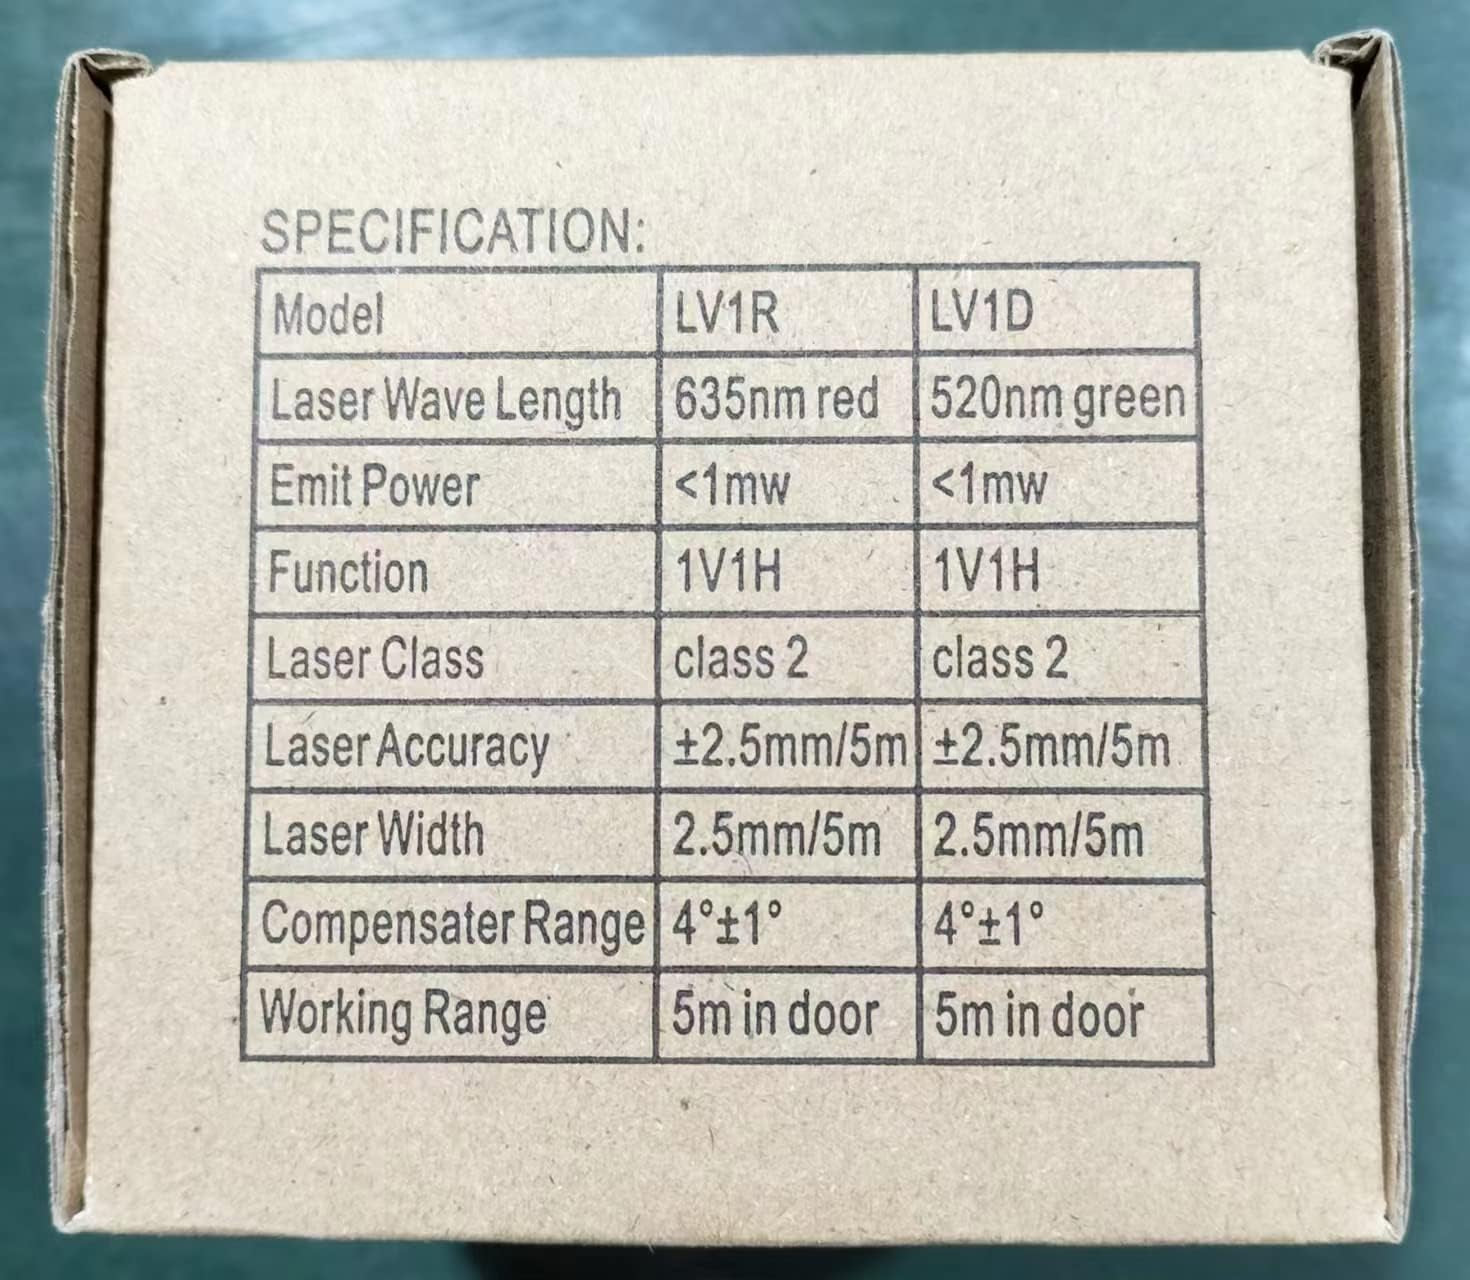 SPECIFICATION:
Model LV1R LV1D
Laser Wave Length 635nm red 520nm green
Emit Power <1mw <1mw
Function 1V1H 1V1H
Laser Class class 2 class 2
Laser Accuracy ±2.5mm/5m ±2.5mm/5m
Laser Width 2.5mm/5m 2.5mm/5m
Compensater Range 4°±1° 4°±1°
Working Range 5m in door 5m in door